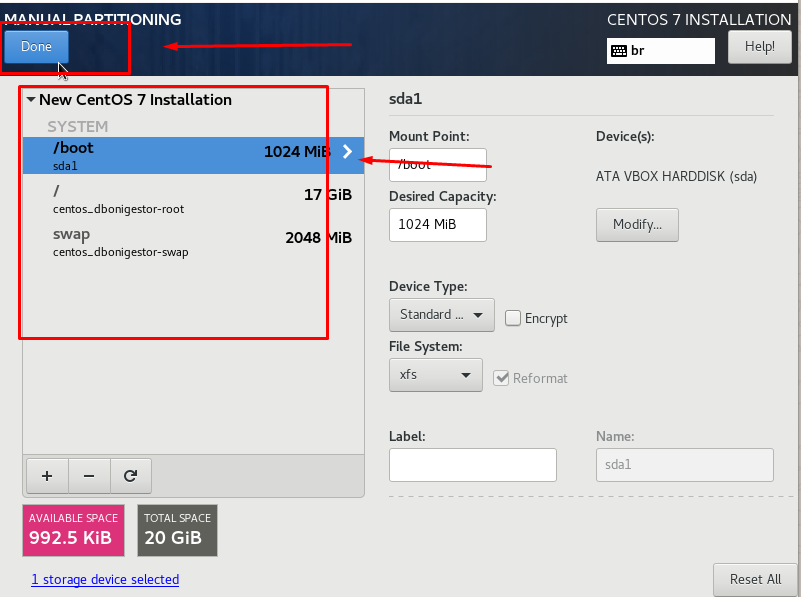 MANUAL PARTITIONING
CENTOS 7 INSTALLATION
Done
br
Help!
New CentOS 7 Installation
SYSTEM
/boot
1024 MiB
sda1
/
17 GiB
centos_dbonigestor-root
swap
2048 MiB
centos_dbonigestor-swap
sda1
Mount Point:
Device(s):
/boot
ATA VBOX HARDDISK (sda)
Desired Capacity:
1024 MiB
Modify...
Device Type:
Standard ...
Encrypt
File System:
xfs
Reformat
Label:
Name:
sda1
+
−
AVAILABLE SPACE
992.5 KiB
TOTAL SPACE
20 GiB
1 storage device selected
Reset All